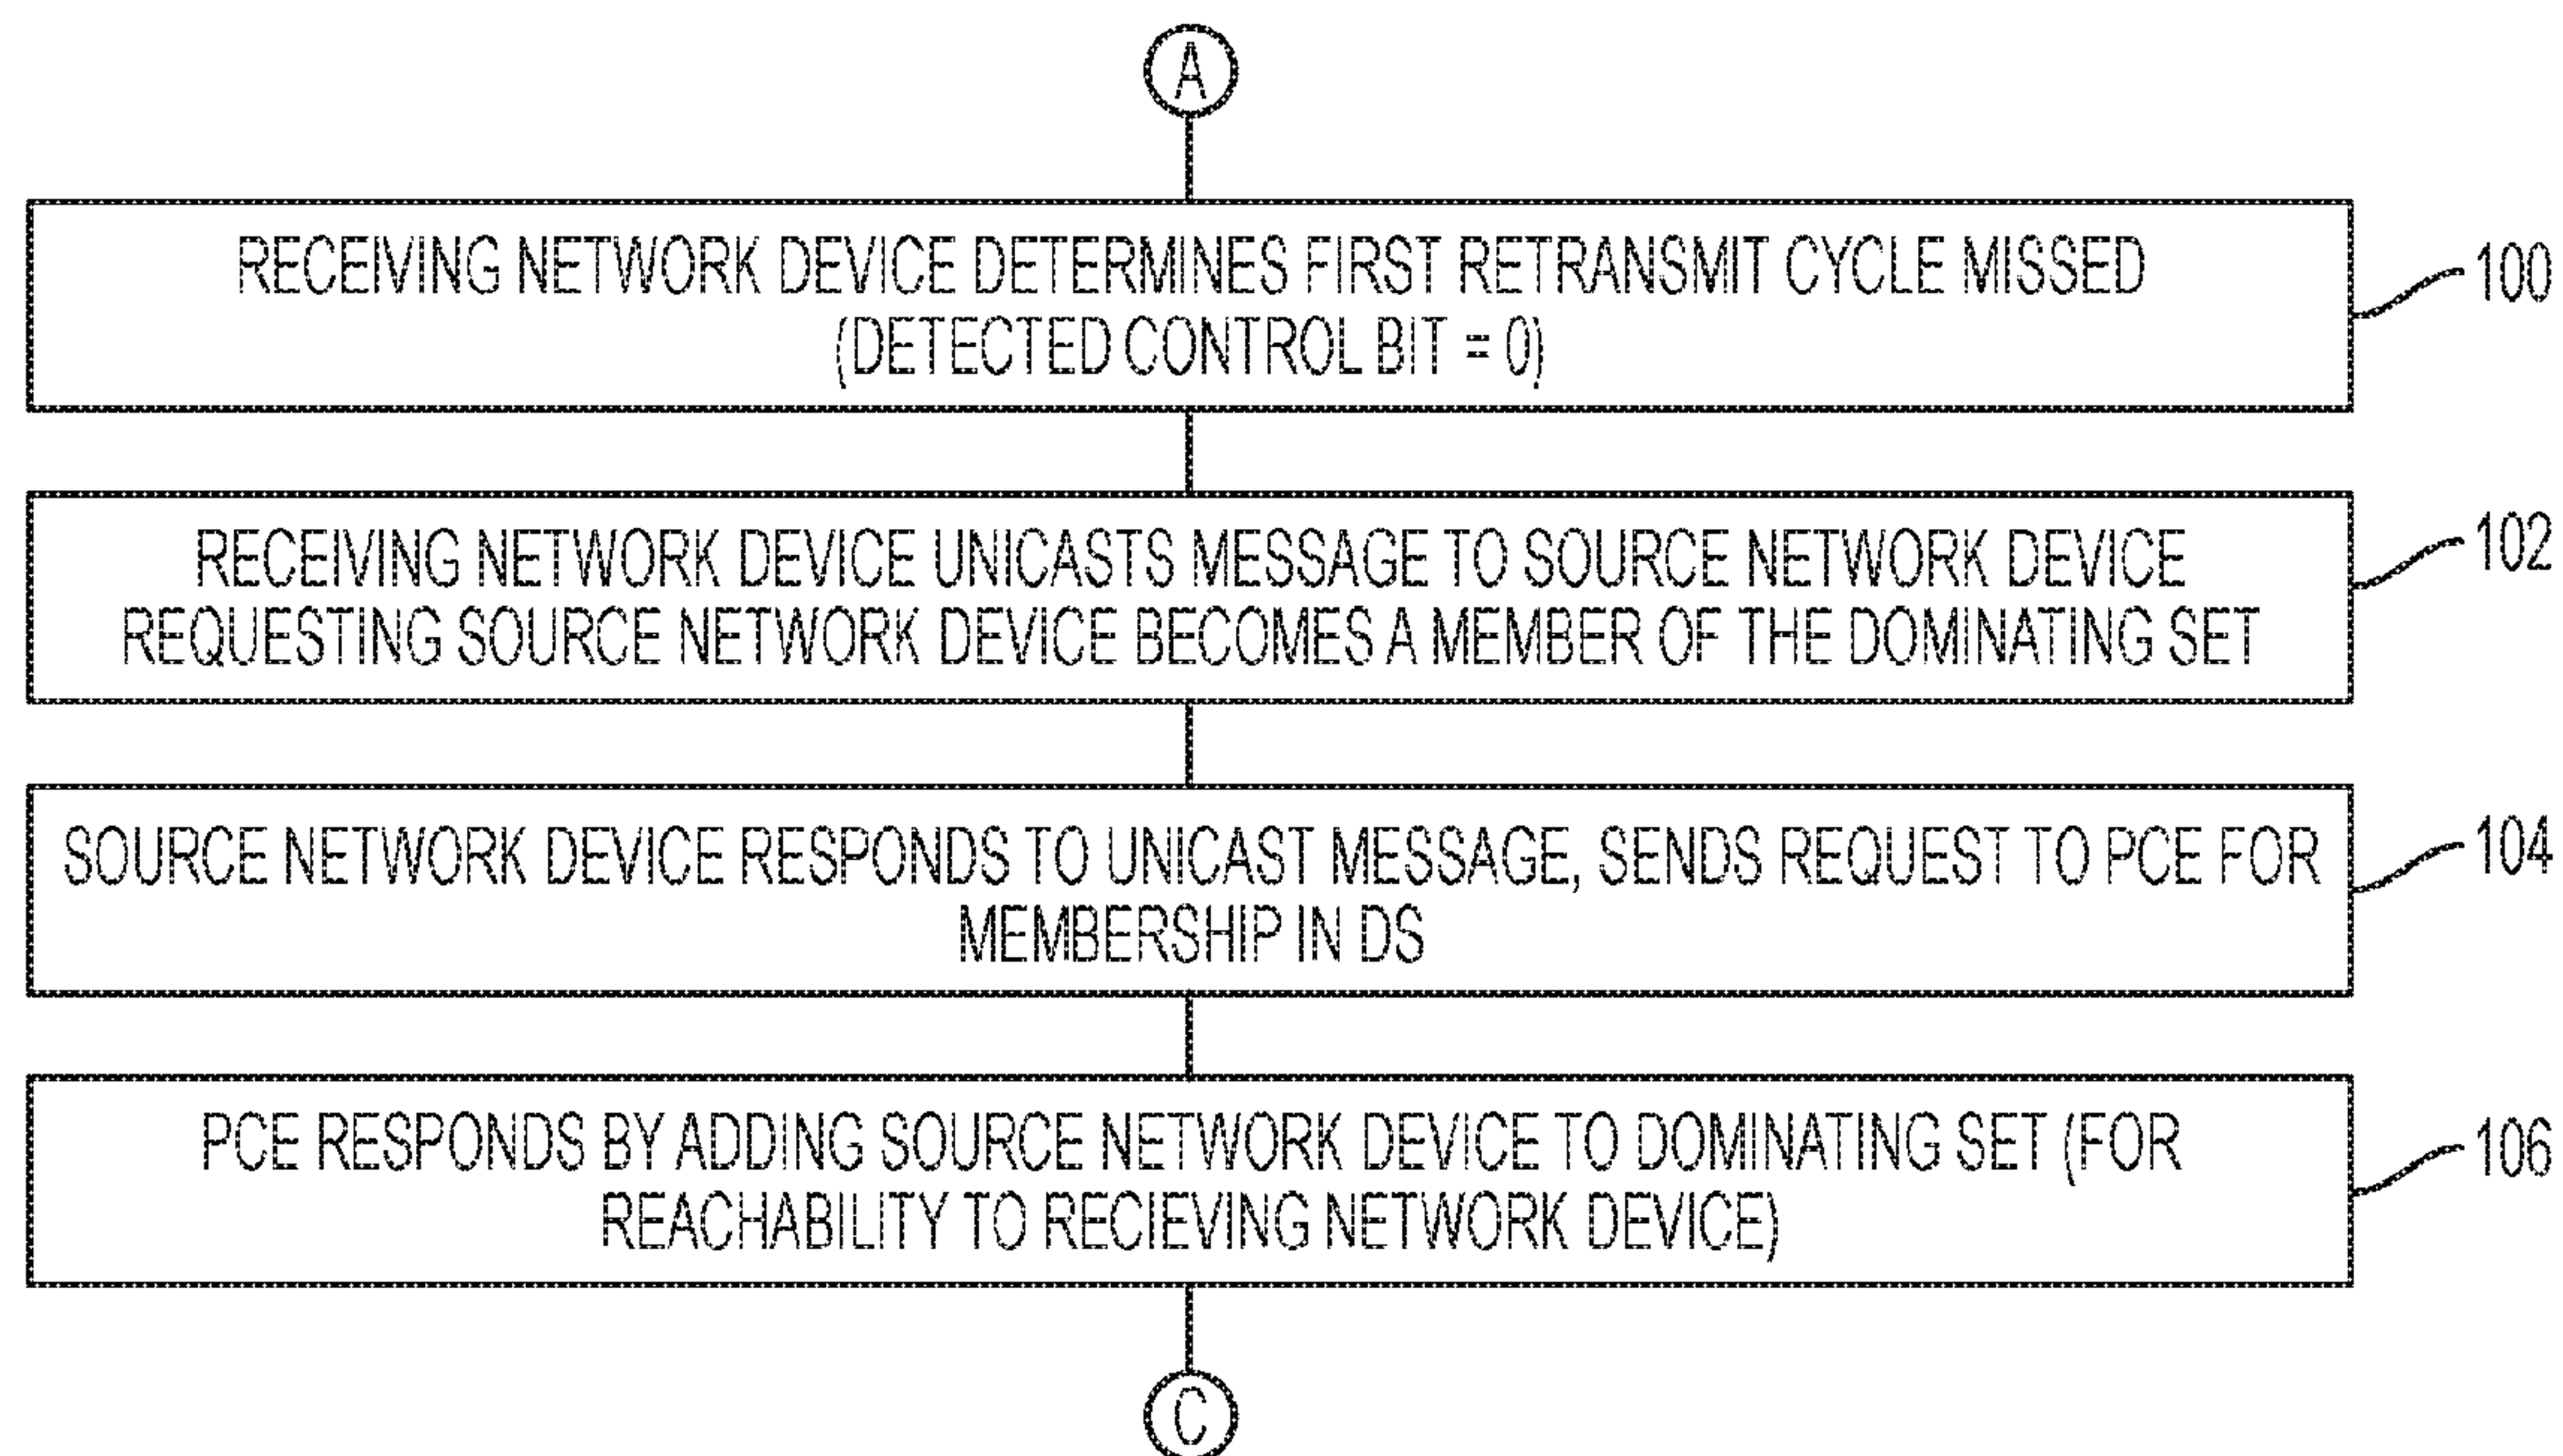 A
RECEIVING NETWORK DEVICE DETERMINES FIRST RETRANSMIT CYCLE MISSED
(DETECTED CONTROL BIT = 0)
100
RECEIVING NETWORK DEVICE UNICASTS MESSAGE TO SOURCE NETWORK DEVICE
REQUESTING SOURCE NETWORK DEVICE BECOMES A MEMBER OF THE DOMINATING SET
102
SOURCE NETWORK DEVICE RESPONDS TO UNICAST MESSAGE, SENDS REQUEST TO PCE FOR
MEMBERSHIP IN DS
104
PCE RESPONDS BY ADDING SOURCE NETWORK DEVICE TO DOMINATING SET (FOR
REACHABILITY TO RECIEVING NETWORK DEVICE)
106
C